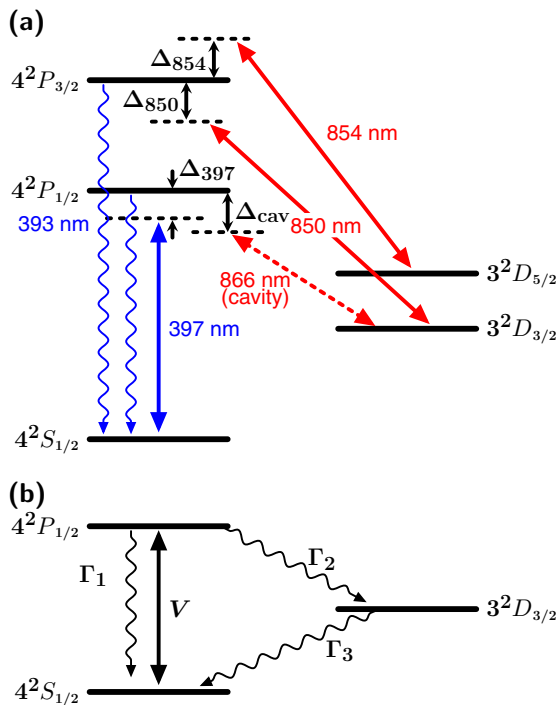 (a)
Δ854
4²P3/2
Δ850
854 nm
Δ397
4²P1/2
Δcav
393 nm
850 nm
866 nm
(cavity)
3²D5/2
397 nm
3²D3/2
4²S1/2
(b)
4²P1/2
Γ1
Γ2
V
3²D3/2
Γ3
4²S1/2